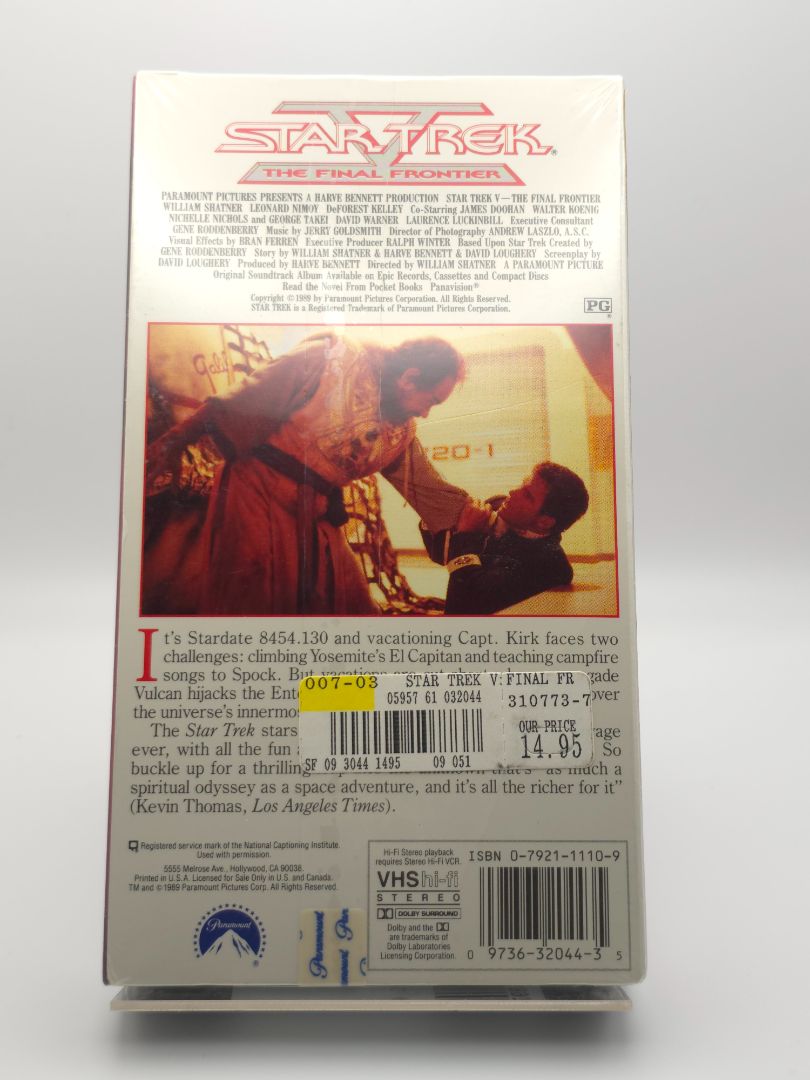 V
STAR TREK®
THE FINAL FRONTIER
PARAMOUNT PICTURES PRESENTS A HARVE BENNETT PRODUCTION STAR TREK V—THE FINAL FRONTIER
WILLIAM SHATNER LEONARD NIMOY DeFOREST KELLEY Co-Starring JAMES DOOHAN WALTER KOENIG
NICHELLE NICHOLS and GEORGE TAKEI DAVID WARNER LAURENCE LUCKINBILL Executive Consultant
GENE RODDENBERRY Music by JERRY GOLDSMITH Director of Photography ANDREW LASZLO, A.S.C.
Visual Effects by BRAN FERREN Executive Producer RALPH WINTER Based Upon Star Trek Created by
GENE RODDENBERRY Story by WILLIAM SHATNER & HARVE BENNETT & DAVID LOUGHERY Screenplay by
DAVID LOUGHERY Produced by HARVE BENNETT Directed by WILLIAM SHATNER A PARAMOUNT PICTURE
Original Soundtrack Album Available on Epic Records, Cassettes and Compact Discs
Read the Novel From Pocket Books Panavision®
Copyright © 1989 by Paramount Pictures Corporation. All Rights Reserved.
STAR TREK is a Registered Trademark of Paramount Pictures Corporation.
PG
20-1
It's Stardate 8454.130 and vacationing Capt. Kirk faces two
challenges: climbing Yosemite's El Capitan and teaching campfire
songs to Spock. But
Vulcan hijacks the over
the universe's
The Star Trek stars
ever, with all the fun So
buckle up for a thrilling that's "as much a
spiritual odyssey as a space adventure, and it's all the richer for it"
(Kevin Thomas, Los Angeles Times).
007-03 STAR TREK V: FINAL FR
05957 61 032044 310773-7
OUR PRICE
14.95
SF 09 3044 1495 09 051
Registered service mark of the National Captioning Institute.
Used with permission.
5555 Melrose Ave., Hollywood, CA 90038.
Printed in U.S.A. Licensed for Sale Only in U.S. and Canada.
TM and © 1989 Paramount Pictures Corp. All Rights Reserved.
Paramount
®
Paramount
Hi-Fi Stereo playback
requires Stereo Hi-Fi VCR.
VHS hi-fi
STEREO
DOLBY SURROUND
Dolby and the
are trademarks of
Dolby Laboratories
Licensing Corporation.
ISBN 0-7921-1110-9
0 9736-32044-3 5